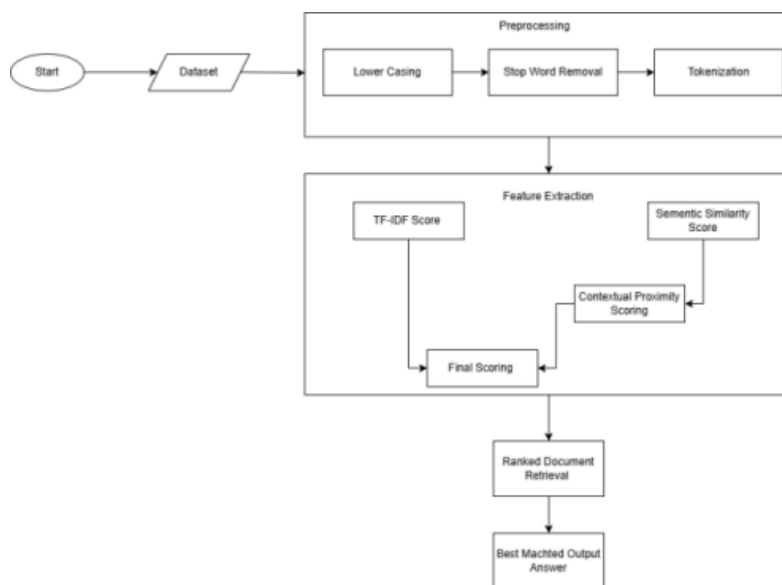 Preprocessing
Start
Dataset
Lower Casing
Stop Word Removal
Tokenization
Feature Extraction
TF-IDF Score
Sementic Similarity
Score
Contextual Proximity
Scoring
Final Scoring
Ranked Document
Retrieval
Best Machted Output
Answer